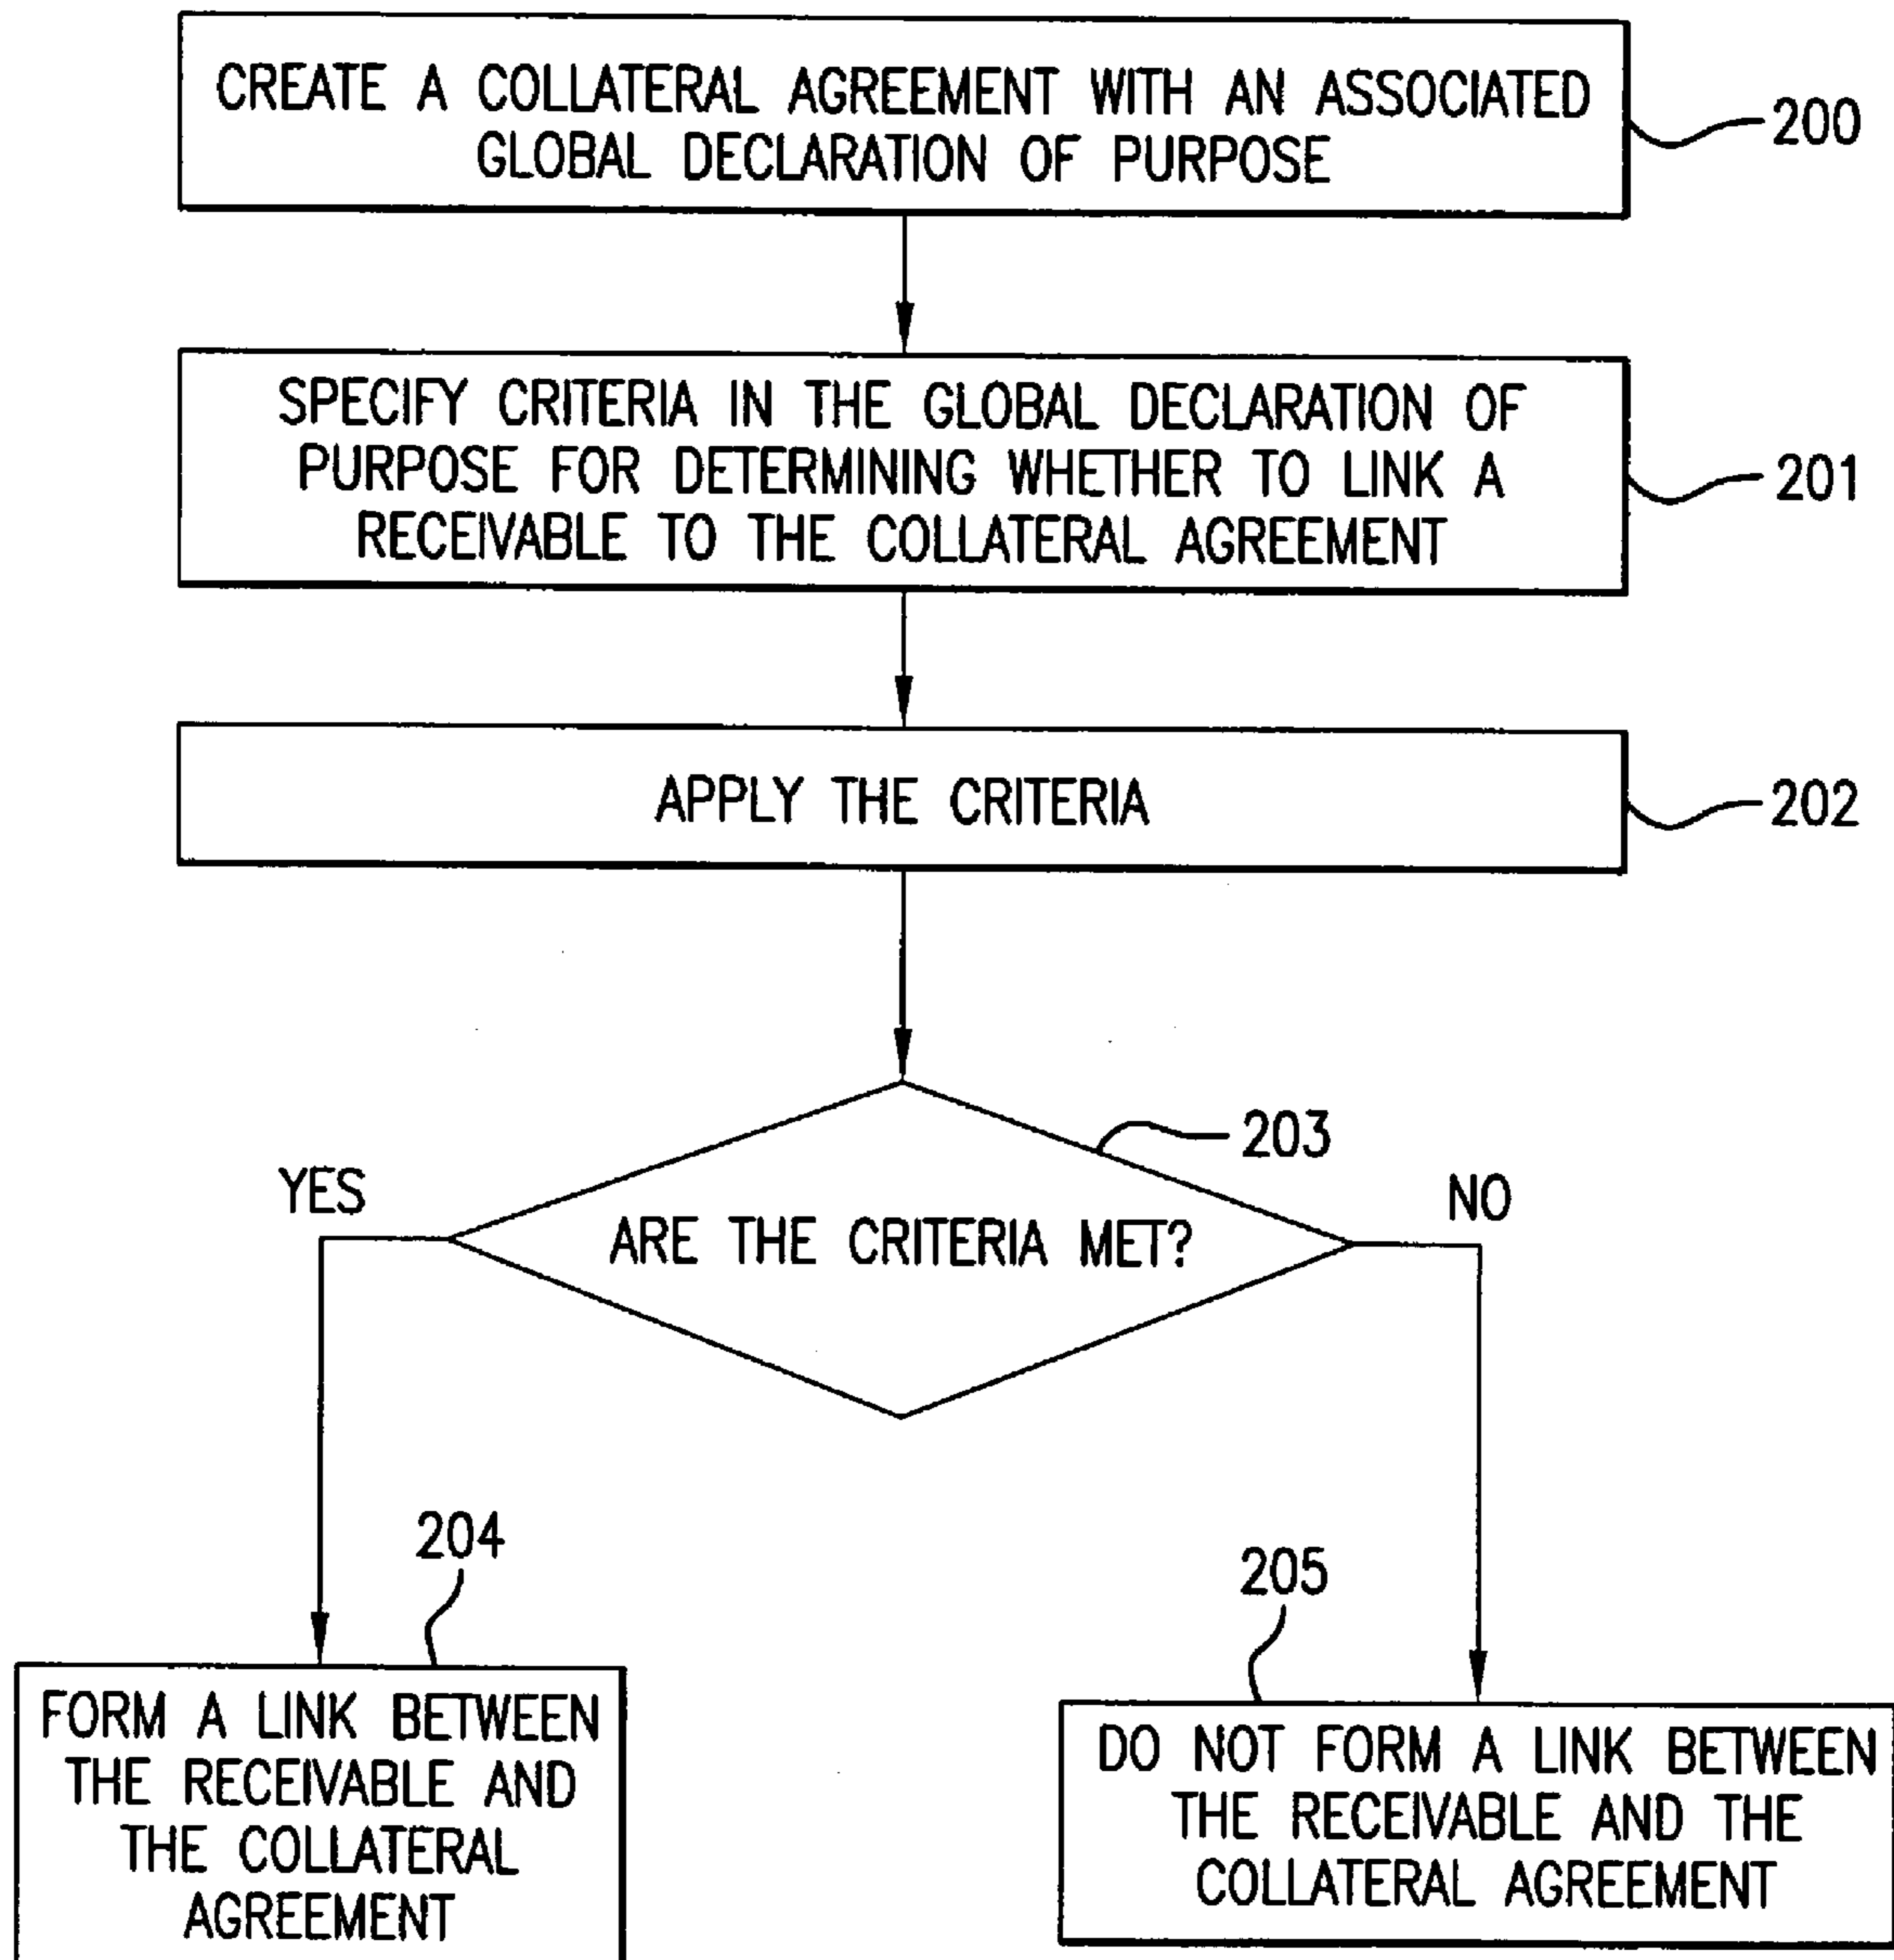 CREATE A COLLATERAL AGREEMENT WITH AN ASSOCIATED
GLOBAL DECLARATION OF PURPOSE
200
SPECIFY CRITERIA IN THE GLOBAL DECLARATION OF
PURPOSE FOR DETERMINING WHETHER TO LINK A
RECEIVABLE TO THE COLLATERAL AGREEMENT
201
APPLY THE CRITERIA
202
203
YES
NO
ARE THE CRITERIA MET?
204
205
FORM A LINK BETWEEN
THE RECEIVABLE AND
THE COLLATERAL
AGREEMENT
DO NOT FORM A LINK BETWEEN
THE RECEIVABLE AND THE
COLLATERAL AGREEMENT